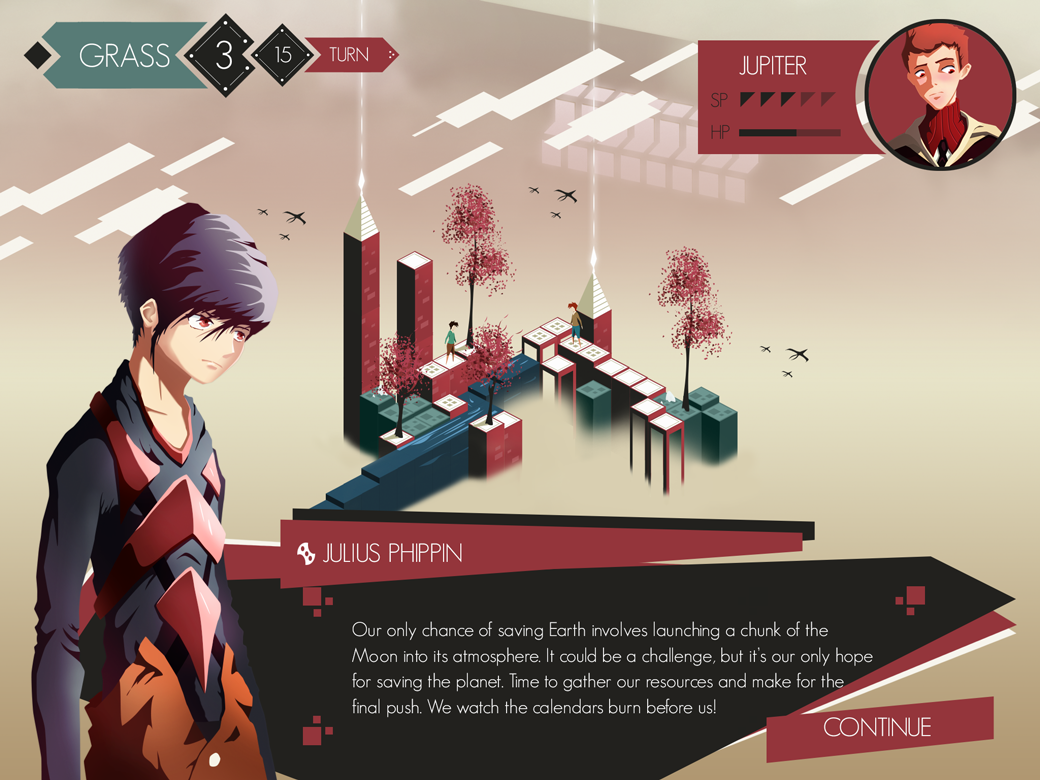 GRASS 3 15 TURN
JUPITER
SP
HP
JULIUS PHIPPIN
Our only chance of saving Earth involves launching a chunk of the
Moon into its atmosphere. It could be a challenge, but it's our only hope
for saving the planet. Time to gather our resources and make for the
final push. We watch the calendars burn before us!
CONTINUE